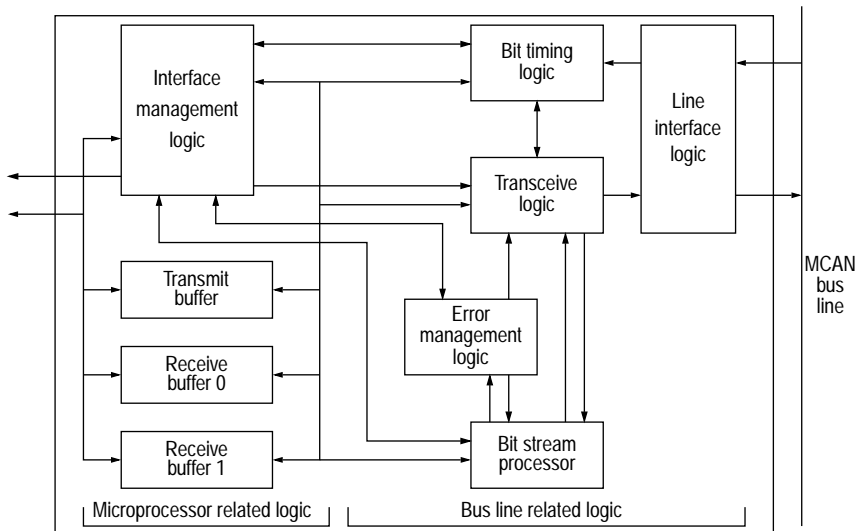 Interface
management
logic
Bit timing
logic
Line
interface
logic
Transceive
logic
MCAN
bus
line
Transmit
buffer
Error
management
logic
Receive
buffer 0
Receive
buffer 1
Bit stream
processor
Microprocessor related logic
Bus line related logic